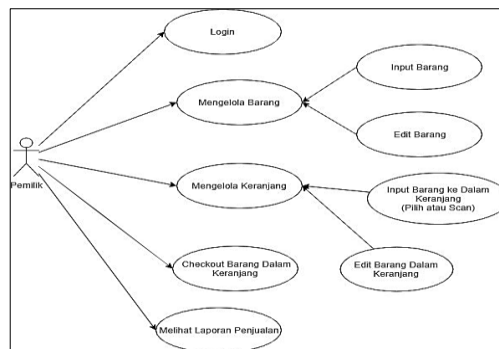 Login
Input Barang
Mengelola Barang
Edit Barang
Pemilik
Mengelola Keranjang
Input Barang ke Dalam
Keranjang
(Pilih atau Scan)
Checkout Barang Dalam
Keranjang
Edit Barang Dalam
Keranjang
Melihat Laporan Penjualan